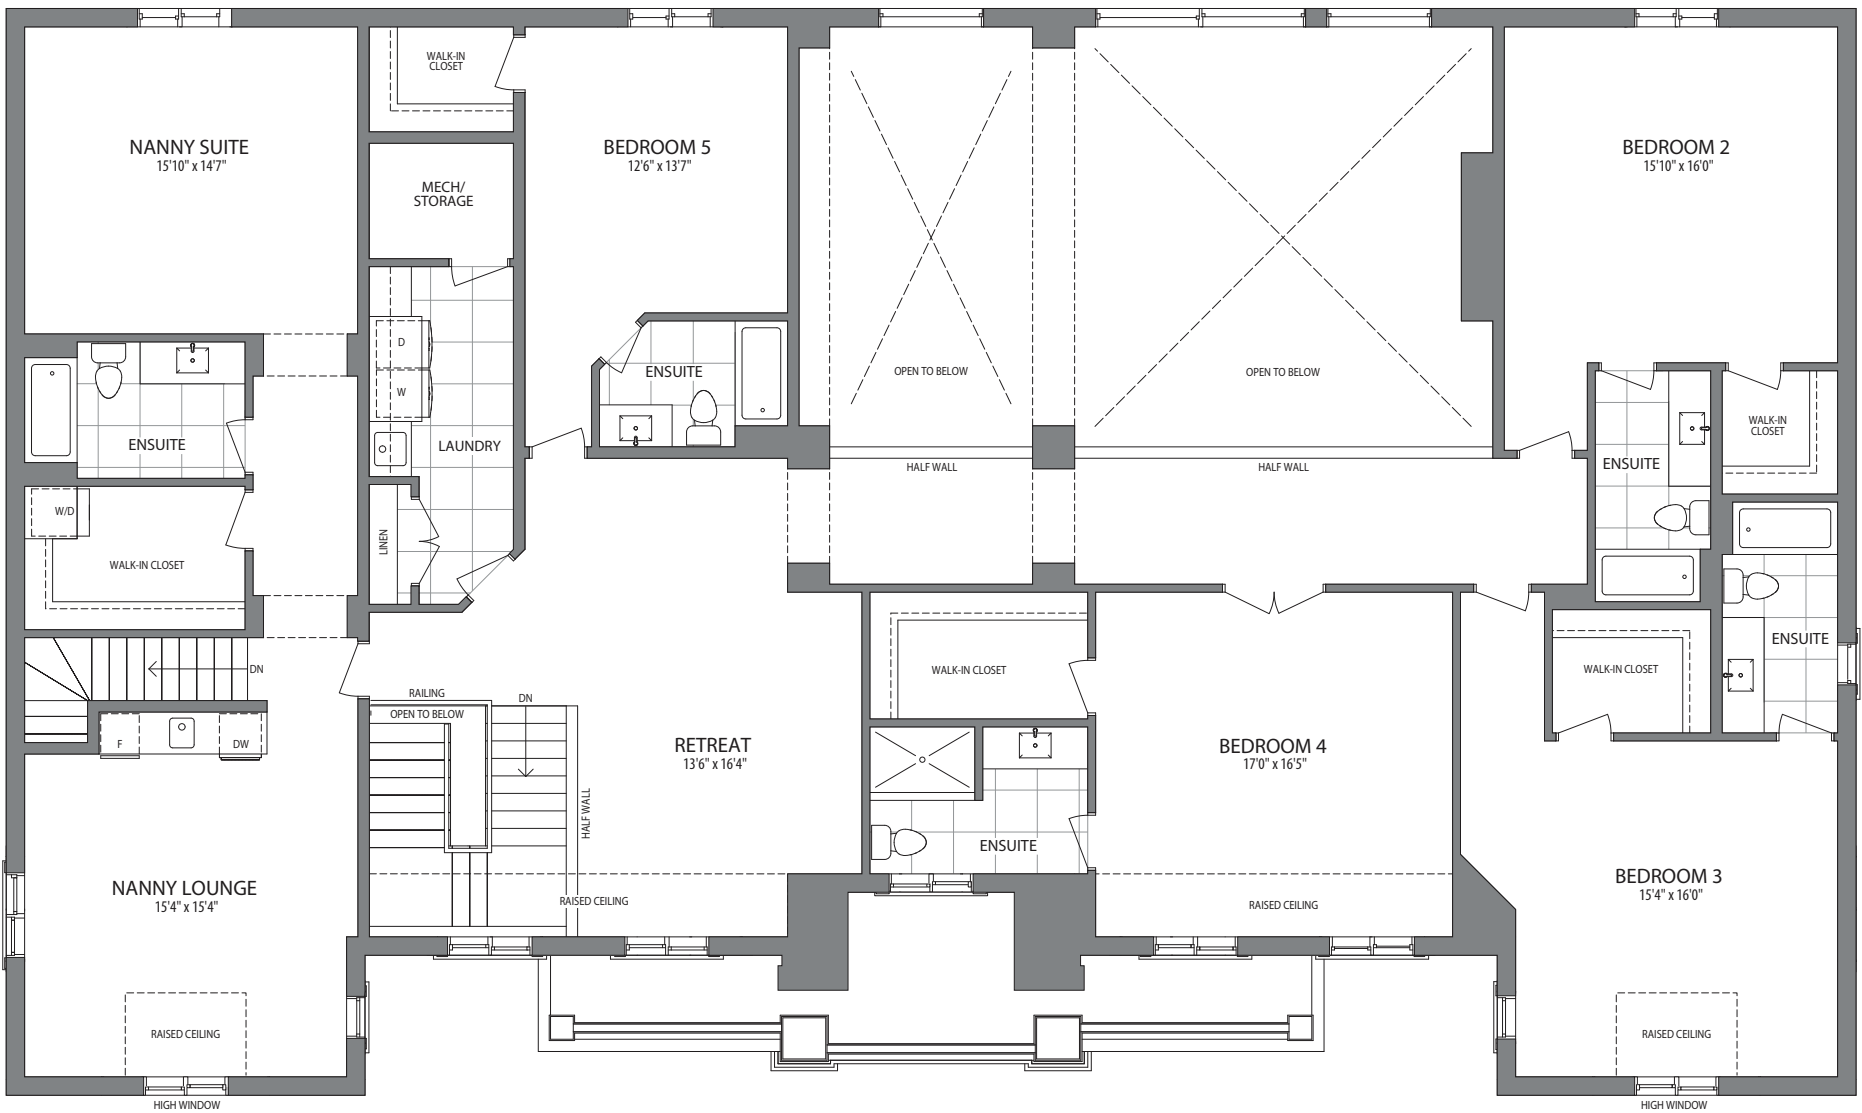 WALK-IN
CLOSET
NANNY SUITE
15'10" x 14'7"
BEDROOM 5
12'6" x 13'7"
BEDROOM 2
15'10" x 16'0"
MECH/
STORAGE
D
W
ENSUITE
OPEN TO BELOW
OPEN TO BELOW
ENSUITE
LAUNDRY
WALK-IN
CLOSET
HALF WALL
HALF WALL
ENSUITE
W/D
LINEN
WALK-IN CLOSET
ENSUITE
DN
WALK-IN CLOSET
WALK-IN CLOSET
RAILING
DN
OPEN TO BELOW
F
DW
RETREAT
13'6" x 16'4"
BEDROOM 4
17'0" x 16'5"
HALF WALL
ENSUITE
NANNY LOUNGE
15'4" x 15'4"
BEDROOM 3
15'4" x 16'0"
RAISED CEILING
RAISED CEILING
RAISED CEILING
RAISED CEILING
HIGH WINDOW
HIGH WINDOW